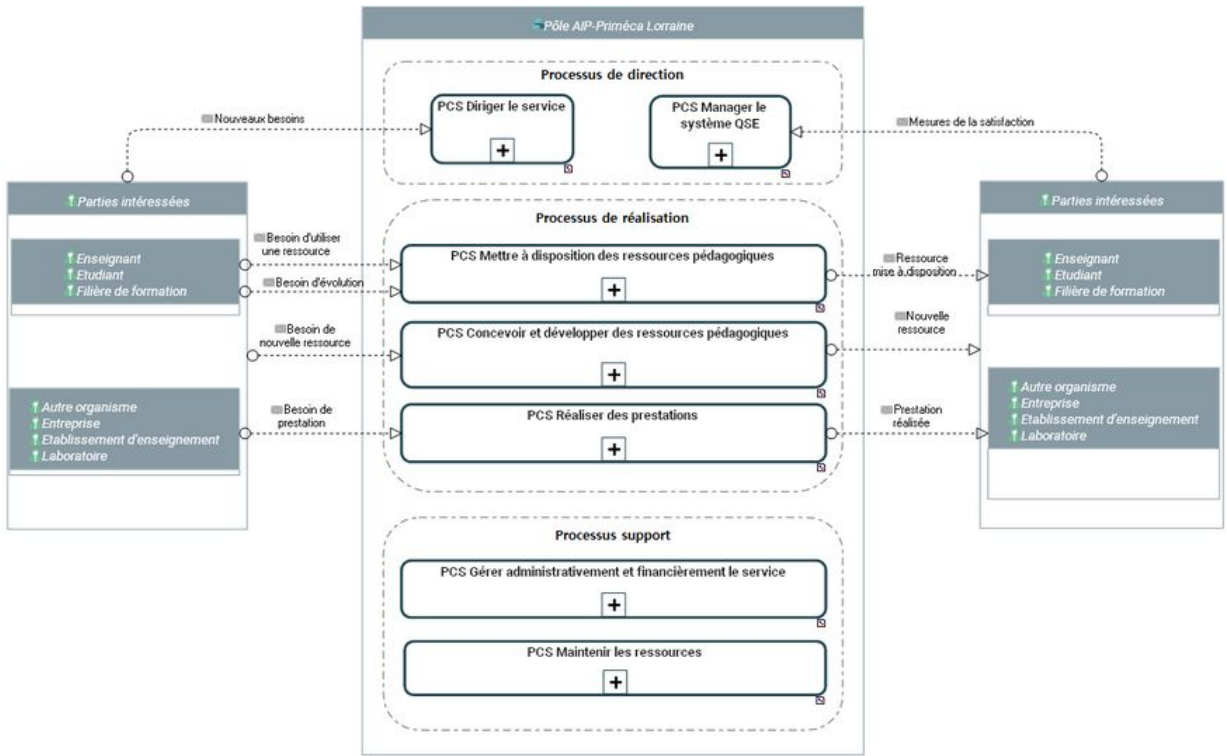 Pôle AIP-Priméca Lorraine
Processus de direction
PCS Diriger le service
PCS Manager le
système QSE
Nouveaux besoins
Mesures de la satisfaction
Parties intéressées
Enseignant
Etudiant
Filière de formation
Autre organisme
Entreprise
Etablissement d'enseignement
Laboratoire
Besoin d'utiliser
une ressource
Besoin d'évolution
Besoin de
nouvelle ressource
Besoin de
prestation
Processus de réalisation
PCS Mettre à disposition des ressources pédagogiques
PCS Concevoir et développer des ressources pédagogiques
PCS Réaliser des prestations
Ressource
mise à disposition
Nouvelle
ressource
Prestation
réalisée
Parties intéressées
Enseignant
Etudiant
Filière de formation
Autre organisme
Entreprise
Etablissement d'enseignement
Laboratoire
Processus support
PCS Gérer administrativement et financièrement le service
PCS Maintenir les ressources